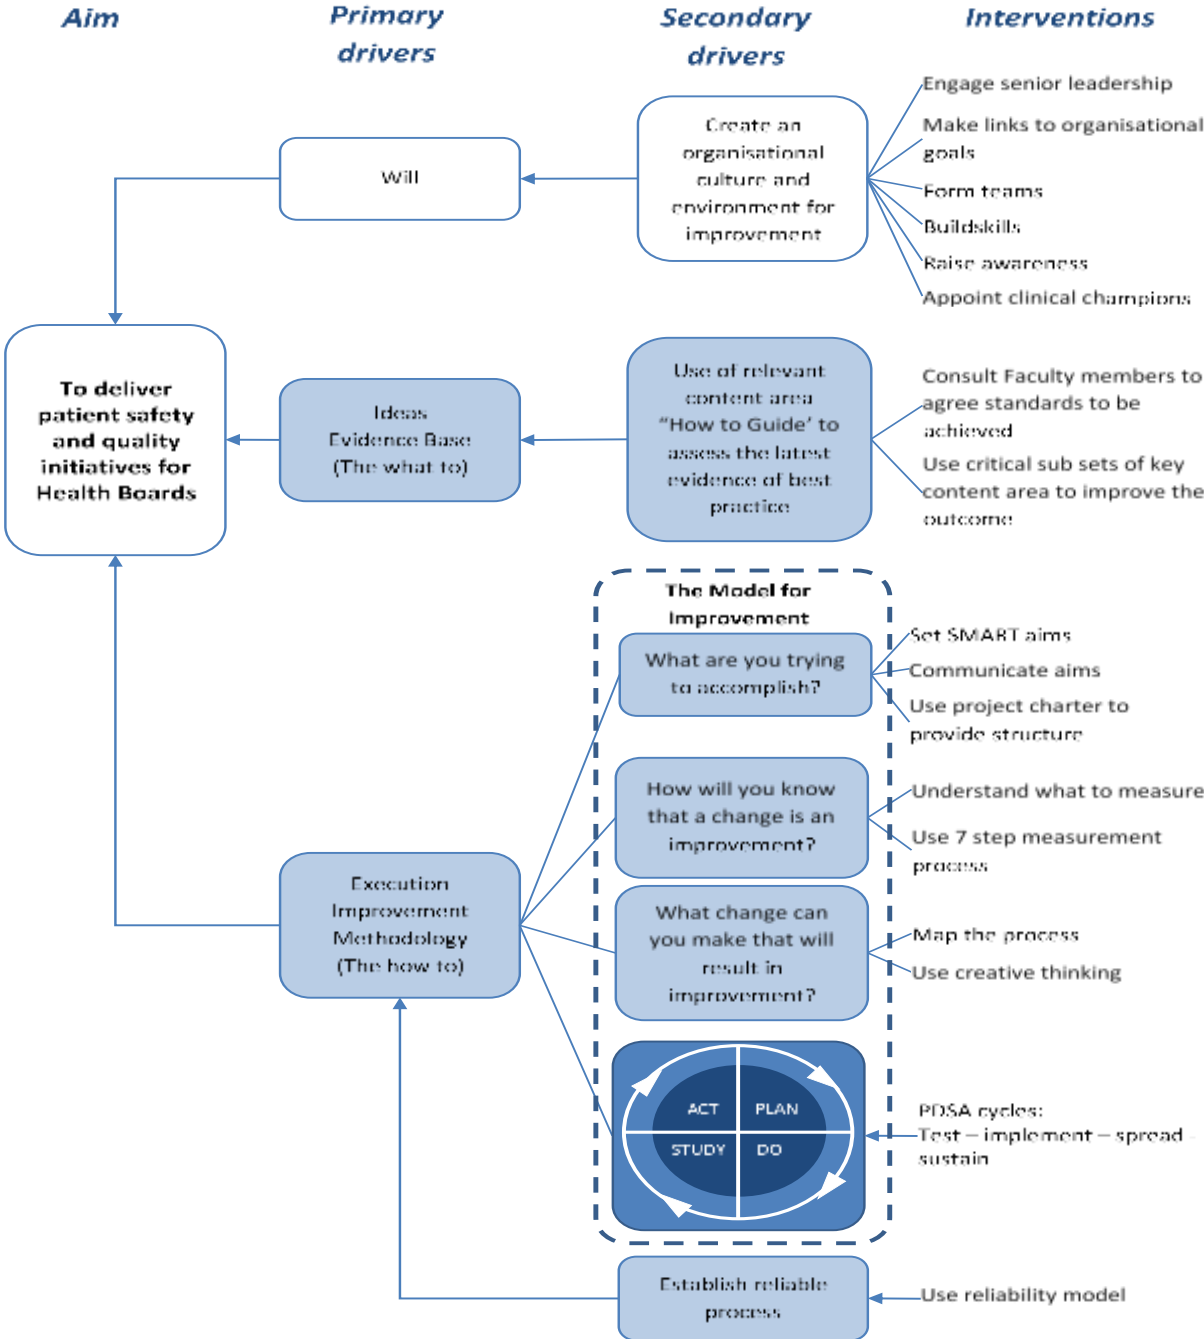 Aim
Primary
drivers
Secondary
drivers
Interventions
Will
Create an
organisational
culture and
environment for
improvement
Engage senior leadership
Make links to organisational
goals
Form teams
Buildskills
Raise awareness
Appoint clinical champions
To deliver
patient safety
and quality
initiatives for
Health Boards
Ideas
Evidence Base
(The what to)
Use of relevant
content area
"How to Guide' to
assess the latest
evidence of best
practice
Consult Faculty members to
agree standards to be
achieved
Use critical sub sets of key
content area to improve the
outcome
The Model for
Improvement
What are you trying
to accomplish?
Set SMART aims
Communicate aims
Use project charter to
provide structure
How will you know
that a change is an
improvement?
Understand what to measure
Use 7 step measurement
process
Execution
Improvement
Methodology
(The how to)
What change can
you make that will
result in
improvement?
Map the process
Use creative thinking
ACT
PLAN
STUDY
DO
PDSA cycles:
Test – implement – spread -
sustain
Establish reliable
process
Use reliability model